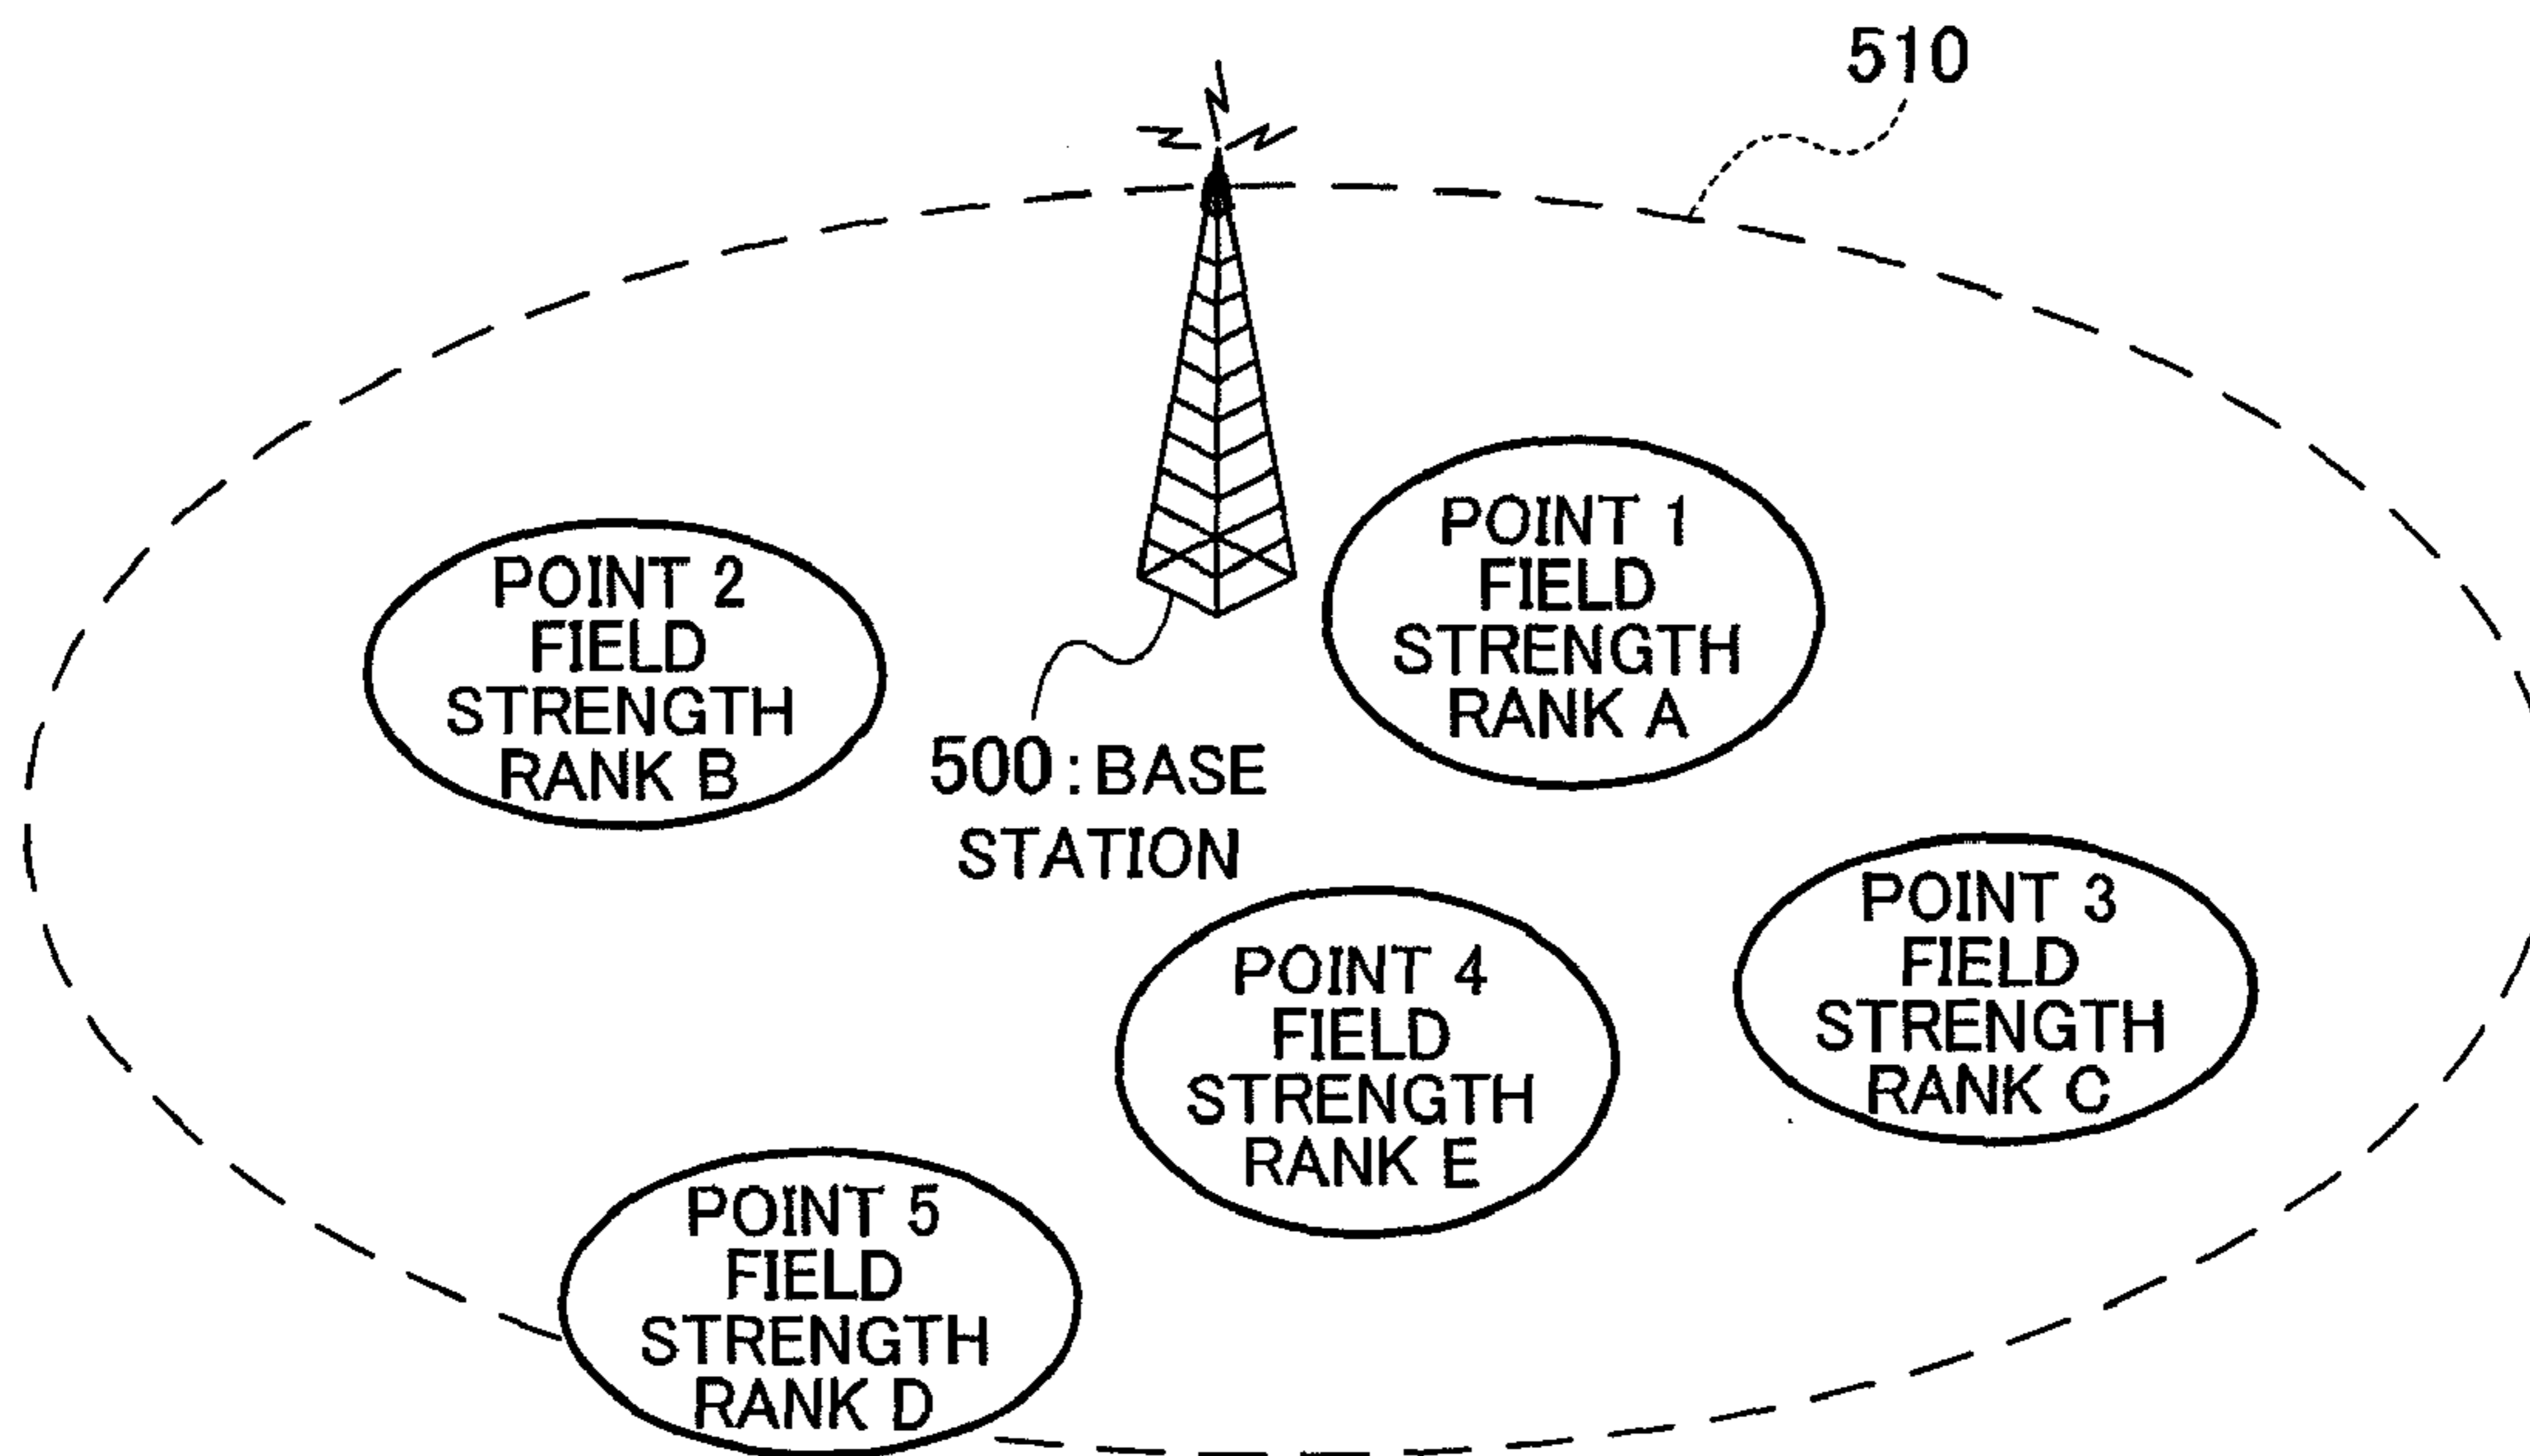 510
POINT 1
FIELD
STRENGTH
RANK A
POINT 2
FIELD
STRENGTH
RANK B
500:BASE
STATION
POINT 3
FIELD
STRENGTH
RANK C
POINT 4
FIELD
STRENGTH
RANK E
POINT 5
FIELD
STRENGTH
RANK D